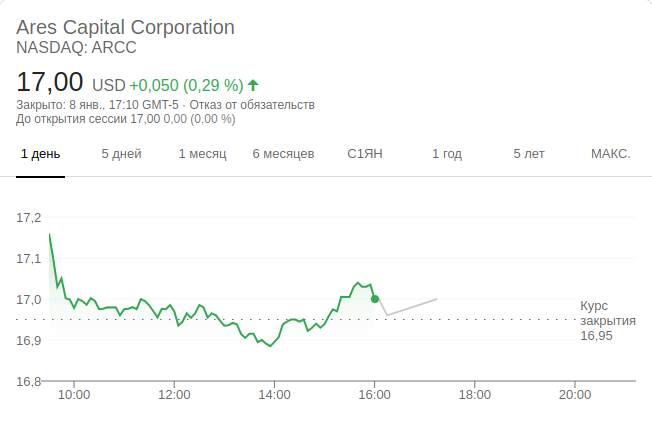 Ares Capital Corporation
NASDAQ: ARCC
17,00 USD +0,050 (0,29 %)
Закрыто: 8 янв., 17:10 GMT-5 · Отказ от обязательств
До открытия сессии 17,00 0,00 (0,00 %)
1 день 5 дней 1 месяц 6 месяцев С1ЯН 1 год 5 лет МАКС.
17,2
17,1
17,0
16,9
16,8
Курс
закрытия
16,95
10:00 12:00 14:00 16:00 18:00 20:00